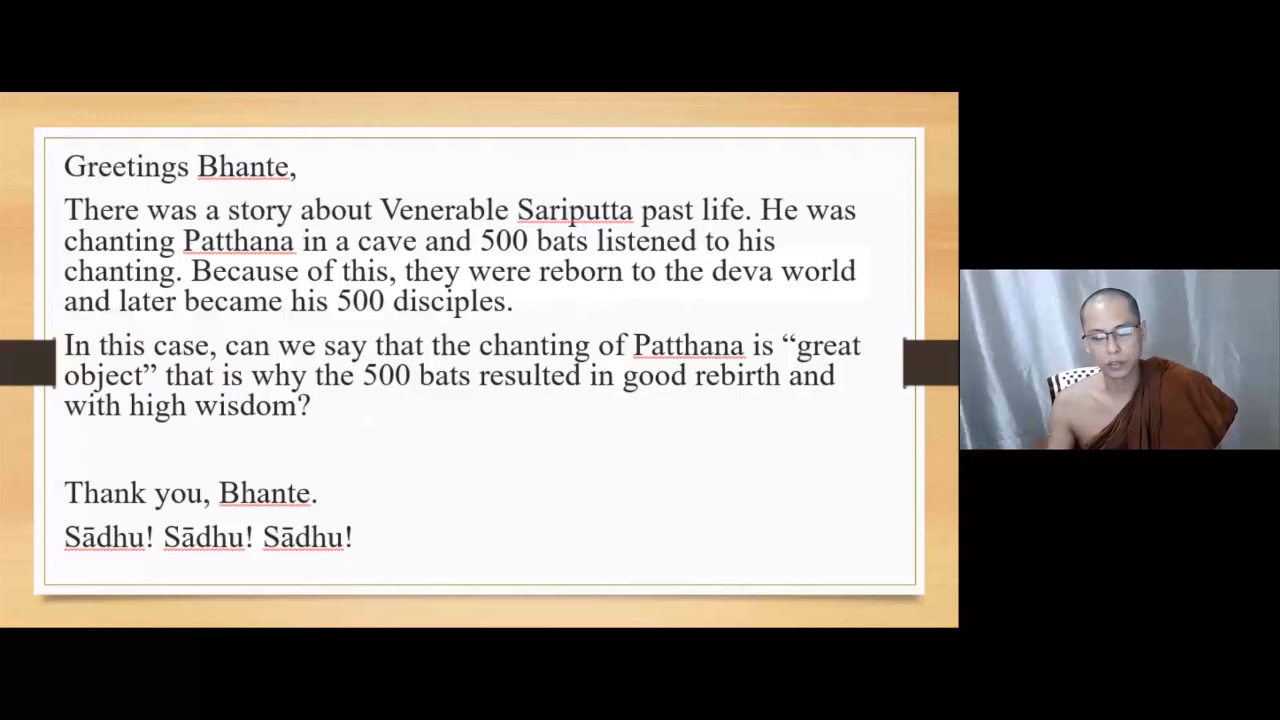 Greetings Bhante,
There was a story about Venerable Sariputta past life. He was
chanting Patthana in a cave and 500 bats listened to his
chanting. Because of this, they were reborn to the deva world
and later became his 500 disciples.
In this case, can we say that the chanting of Patthana is “great
object” that is why the 500 bats resulted in good rebirth and
with high wisdom?
Thank you, Bhante.
Sādhu! Sādhu! Sādhu!